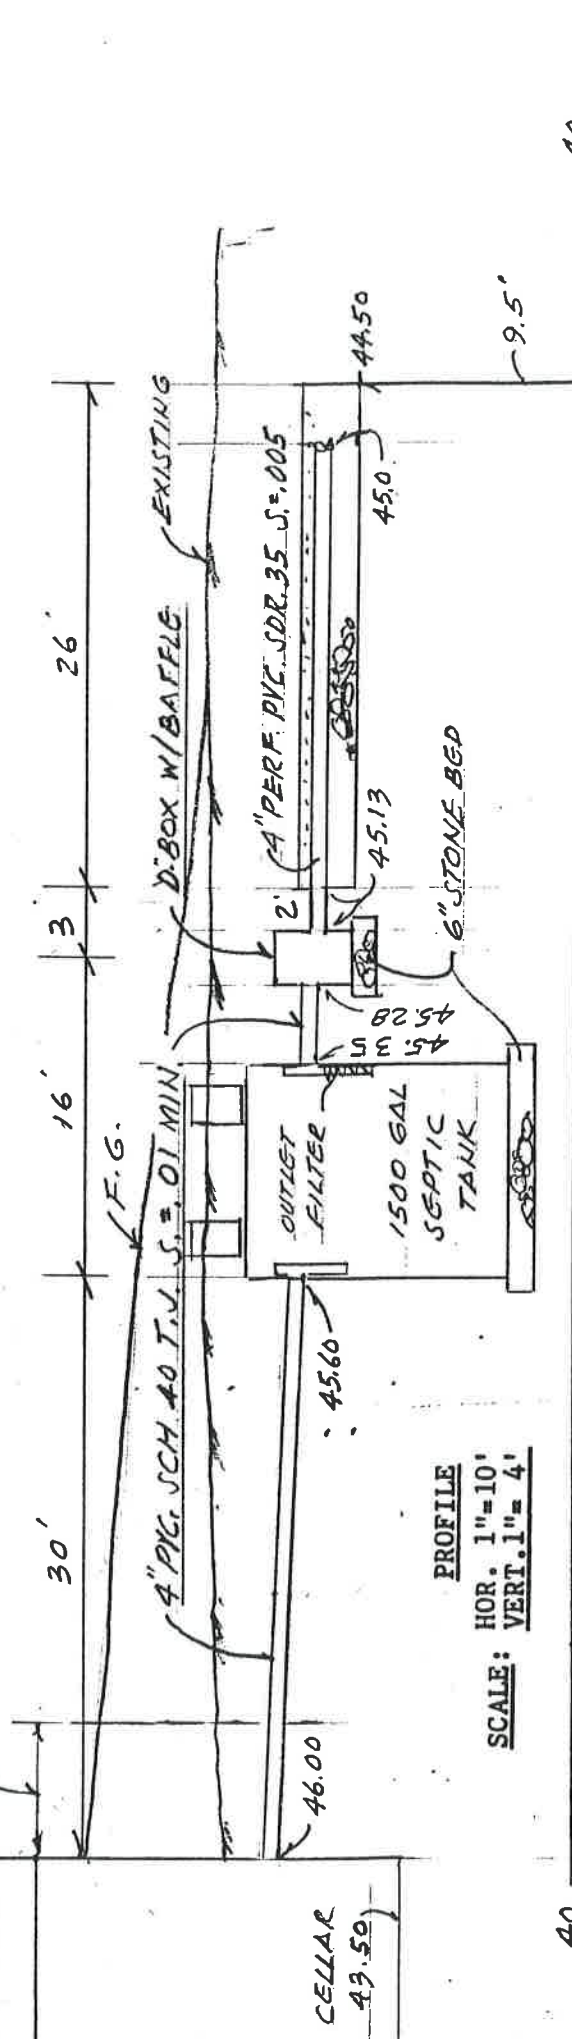 30'
16'
3
26'
F.G.
D.BOX W/BAFFLE
EXISTING
4" PVC. SCH 40 T.J. S. = .01 MIN
2'
4" PERF. PVC. SDR. 35 S.=.005
46.00
45.60
OUTLET
FILTER
45.35
45.28
45.13
45.0
44.50
CELLAR
43.50
1500 GAL
SEPTIC
TANK
6" STONE BED
9.5'
PROFILE
SCALE: HOR. 1"=10'
VERT. 1"= 4'
40